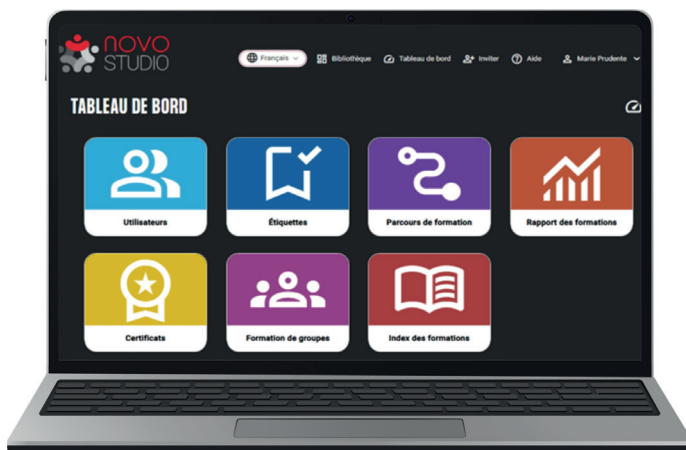 NOVO
STUDIO
Français
Bibliothèque
Tableau de bord
Inviter
Aide
Marie Prudente
TABLEAU DE BORD
Utilisateurs
Étiquettes
Parcours de formation
Rapport des formations
Certificats
Formation de groupes
Index des formations